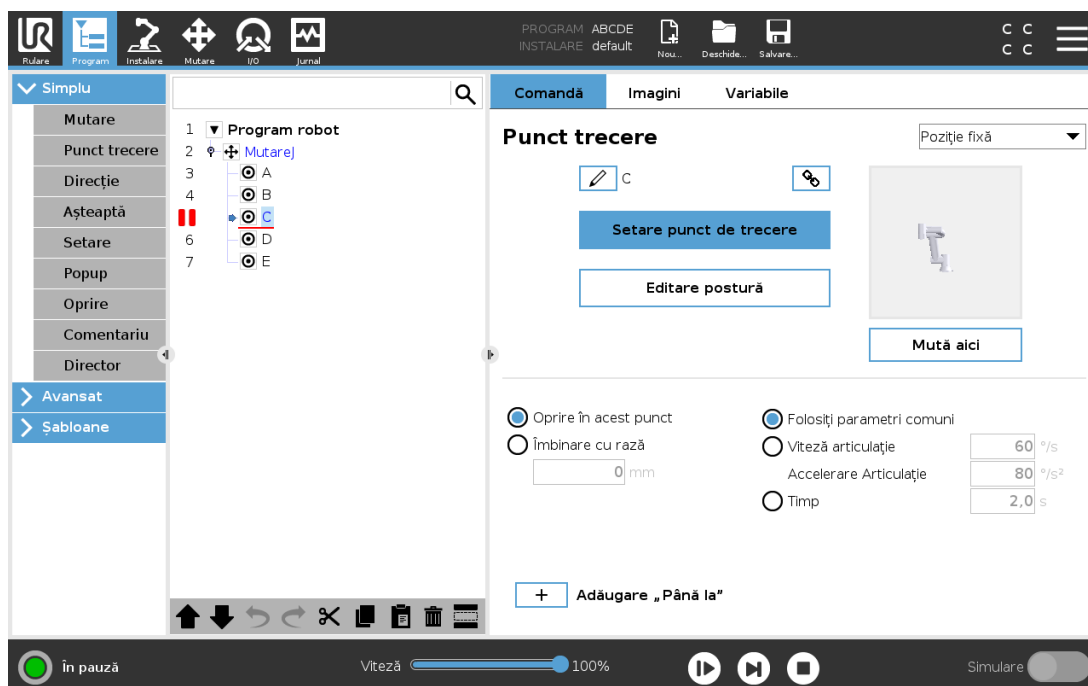 UR
PROGRAM ABCDE
INSTALARE default
C C
C C
Rulare Program Instalare Mutare I/O Jurnal Nou... Deschide... Salvare...
Simplu
Mutare
Punct trecere
Direcție
Așteaptă
Setare
Popup
Oprire
Comentariu
Director
Avansat
Șabloane
1 Program robot
2 MutareJ
3 A
4 B
C
6 D
7 E
Comandă Imagini Variabile
Punct trecere
Poziție fixă
C
Setare punct de trecere
Editare postură
Mută aici
Oprire în acest punct
Îmbinare cu rază
0 mm
Folosiți parametri comuni
Viteză articulație 60 °/s
Accelerare Articulație 80 °/s²
Timp 2,0 s
+ Adăugare „Până la”
În pauză
Viteză 100%
Simulare